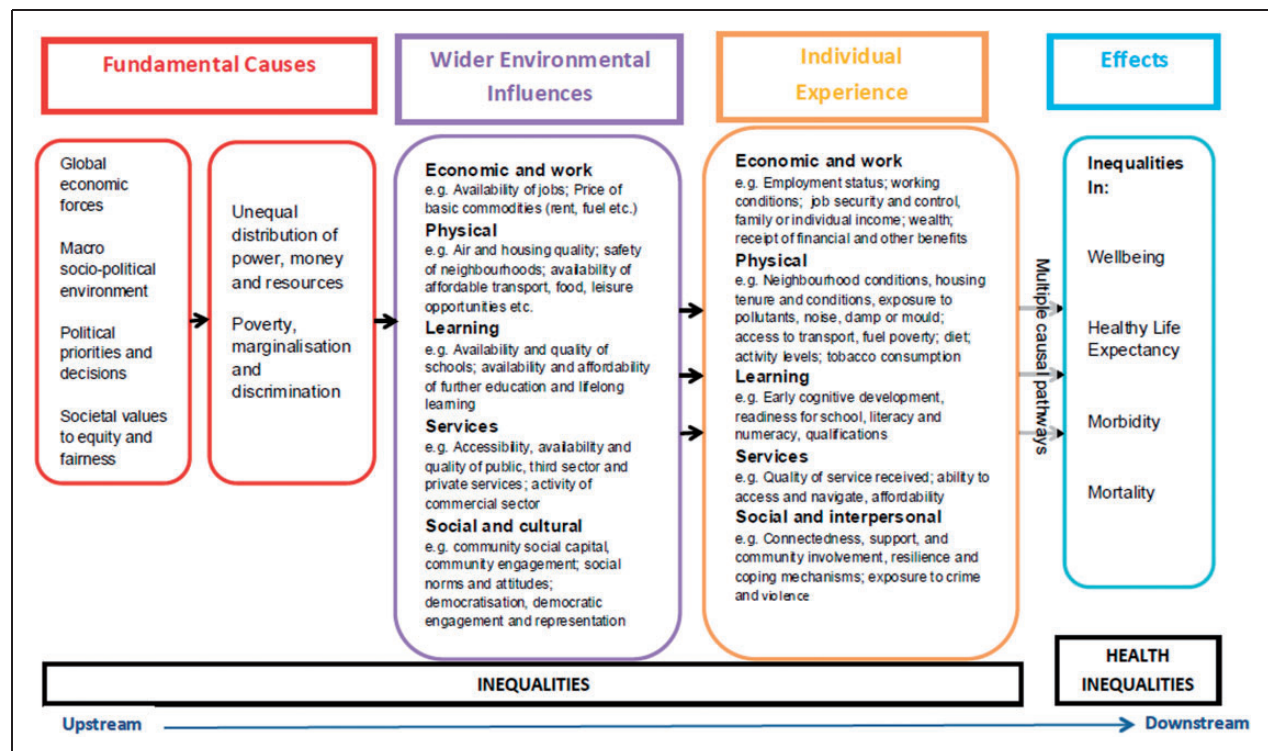 Fundamental Causes
Wider Environmental
Influences
Individual
Experience
Effects
Global
economic
forces
Macro
socio-political
environment
Political
priorities and
decisions
Societal values
to equity and
fairness
Unequal
distribution of
power, money
and resources
Poverty,
marginalisation
and
discrimination
Economic and work
e.g. Availability of jobs; Price of
basic commodities (rent, fuel etc.)
Physical
e.g. Air and housing quality; safety
of neighbourhoods; availability of
affordable transport, food, leisure
opportunities etc.
Learning
e.g. Availability and quality of
schools; availability and affordability
of further education and lifelong
learning
Services
e.g. Accessibility, availability and
quality of public, third sector and
private services; activity of
commercial sector
Social and cultural
e.g. community social capital,
community engagement; social
norms and attitudes;
democratisation, democratic
engagement and representation
Economic and work
e.g. Employment status; working
conditions; job security and control,
family or individual income; wealth;
receipt of financial and other benefits
Physical
e.g. Neighbourhood conditions, housing
tenure and conditions, exposure to
pollutants, noise, damp or mould;
access to transport, fuel poverty; diet;
activity levels; tobacco consumption
Learning
e.g. Early cognitive development,
readiness for school, literacy and
numeracy, qualifications
Services
e.g. Quality of service received; ability to
access and navigate, affordability
Social and interpersonal
e.g. Connectedness, support, and
community involvement, resilience and
coping mechanisms; exposure to crime
and violence
Multiple causal pathways
Inequalities
In:
Wellbeing
Healthy Life
Expectancy
Morbidity
Mortality
INEQUALITIES
HEALTH
INEQUALITIES
Upstream
Downstream